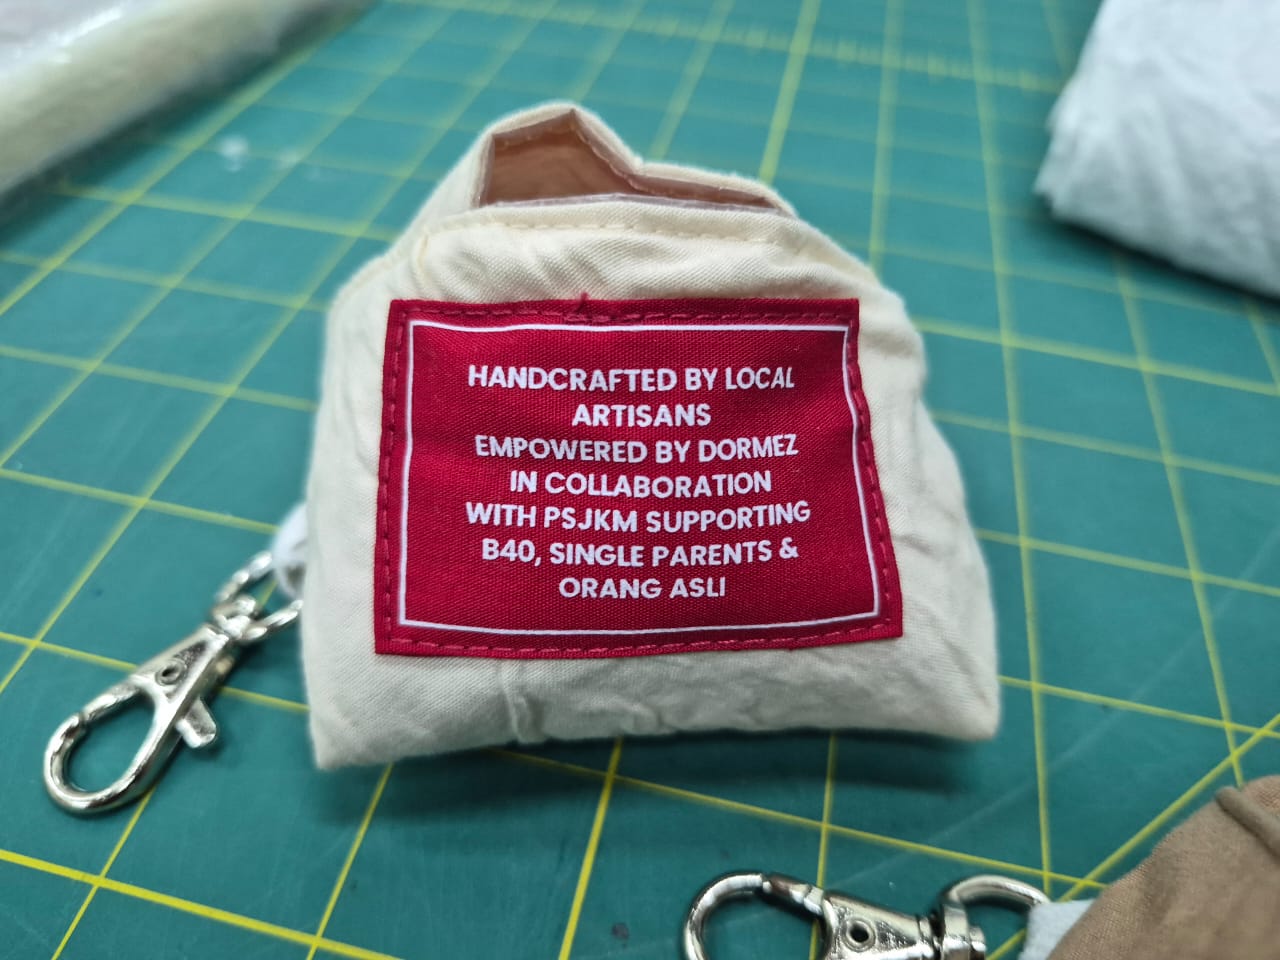 HANDCRAFTED BY LOCAL
ARTISANS
EMPOWERED BY DORMEZ
IN COLLABORATION
WITH PSJKM SUPPORTING
B40, SINGLE PARENTS &
ORANG ASLI